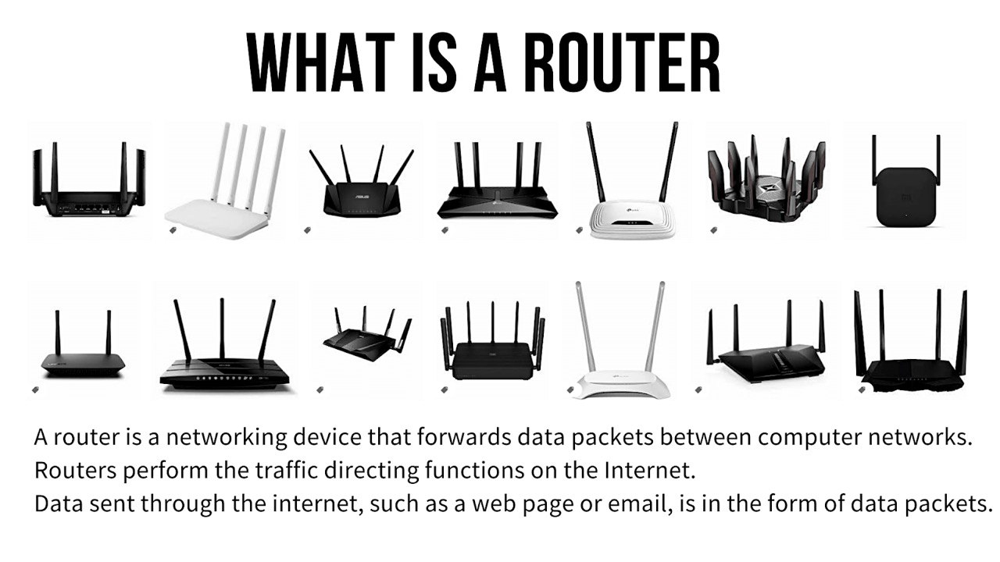 WHAT IS A ROUTER
ASUS
A router is a networking device that forwards data packets between computer networks.
Routers perform the traffic directing functions on the Internet.
Data sent through the internet, such as a web page or email, is in the form of data packets.